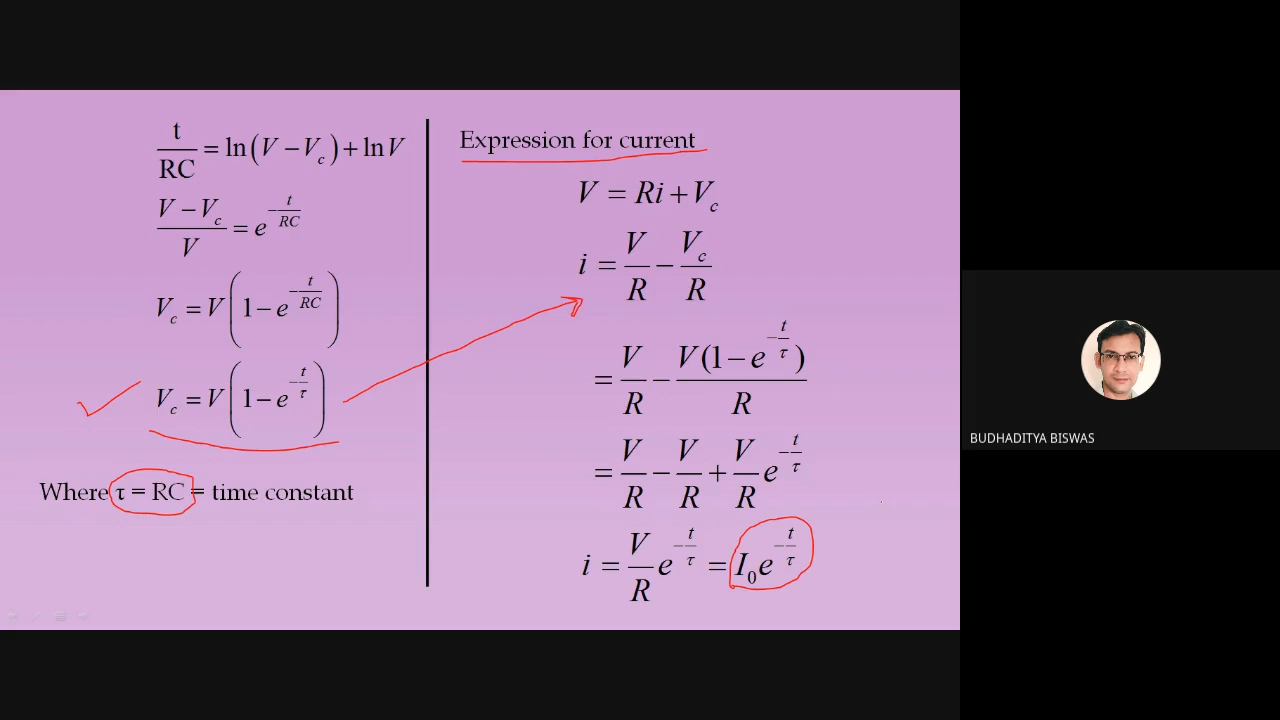 t/RC = ln(V − V_c) + ln V
(V − V_c)/V = e^(−t/RC)
V_c = V(1 − e^(−t/RC))
V_c = V(1 − e^(−t/τ))
Where τ = RC = time constant
Expression for current
V = Ri + V_c
i = V/R − V_c/R
= V/R − V(1 − e^(−t/τ))/R
= V/R − V/R + V/R e^(−t/τ)
i = V/R e^(−t/τ) = I₀e^(−t/τ)
BUDHADITYA BISWAS